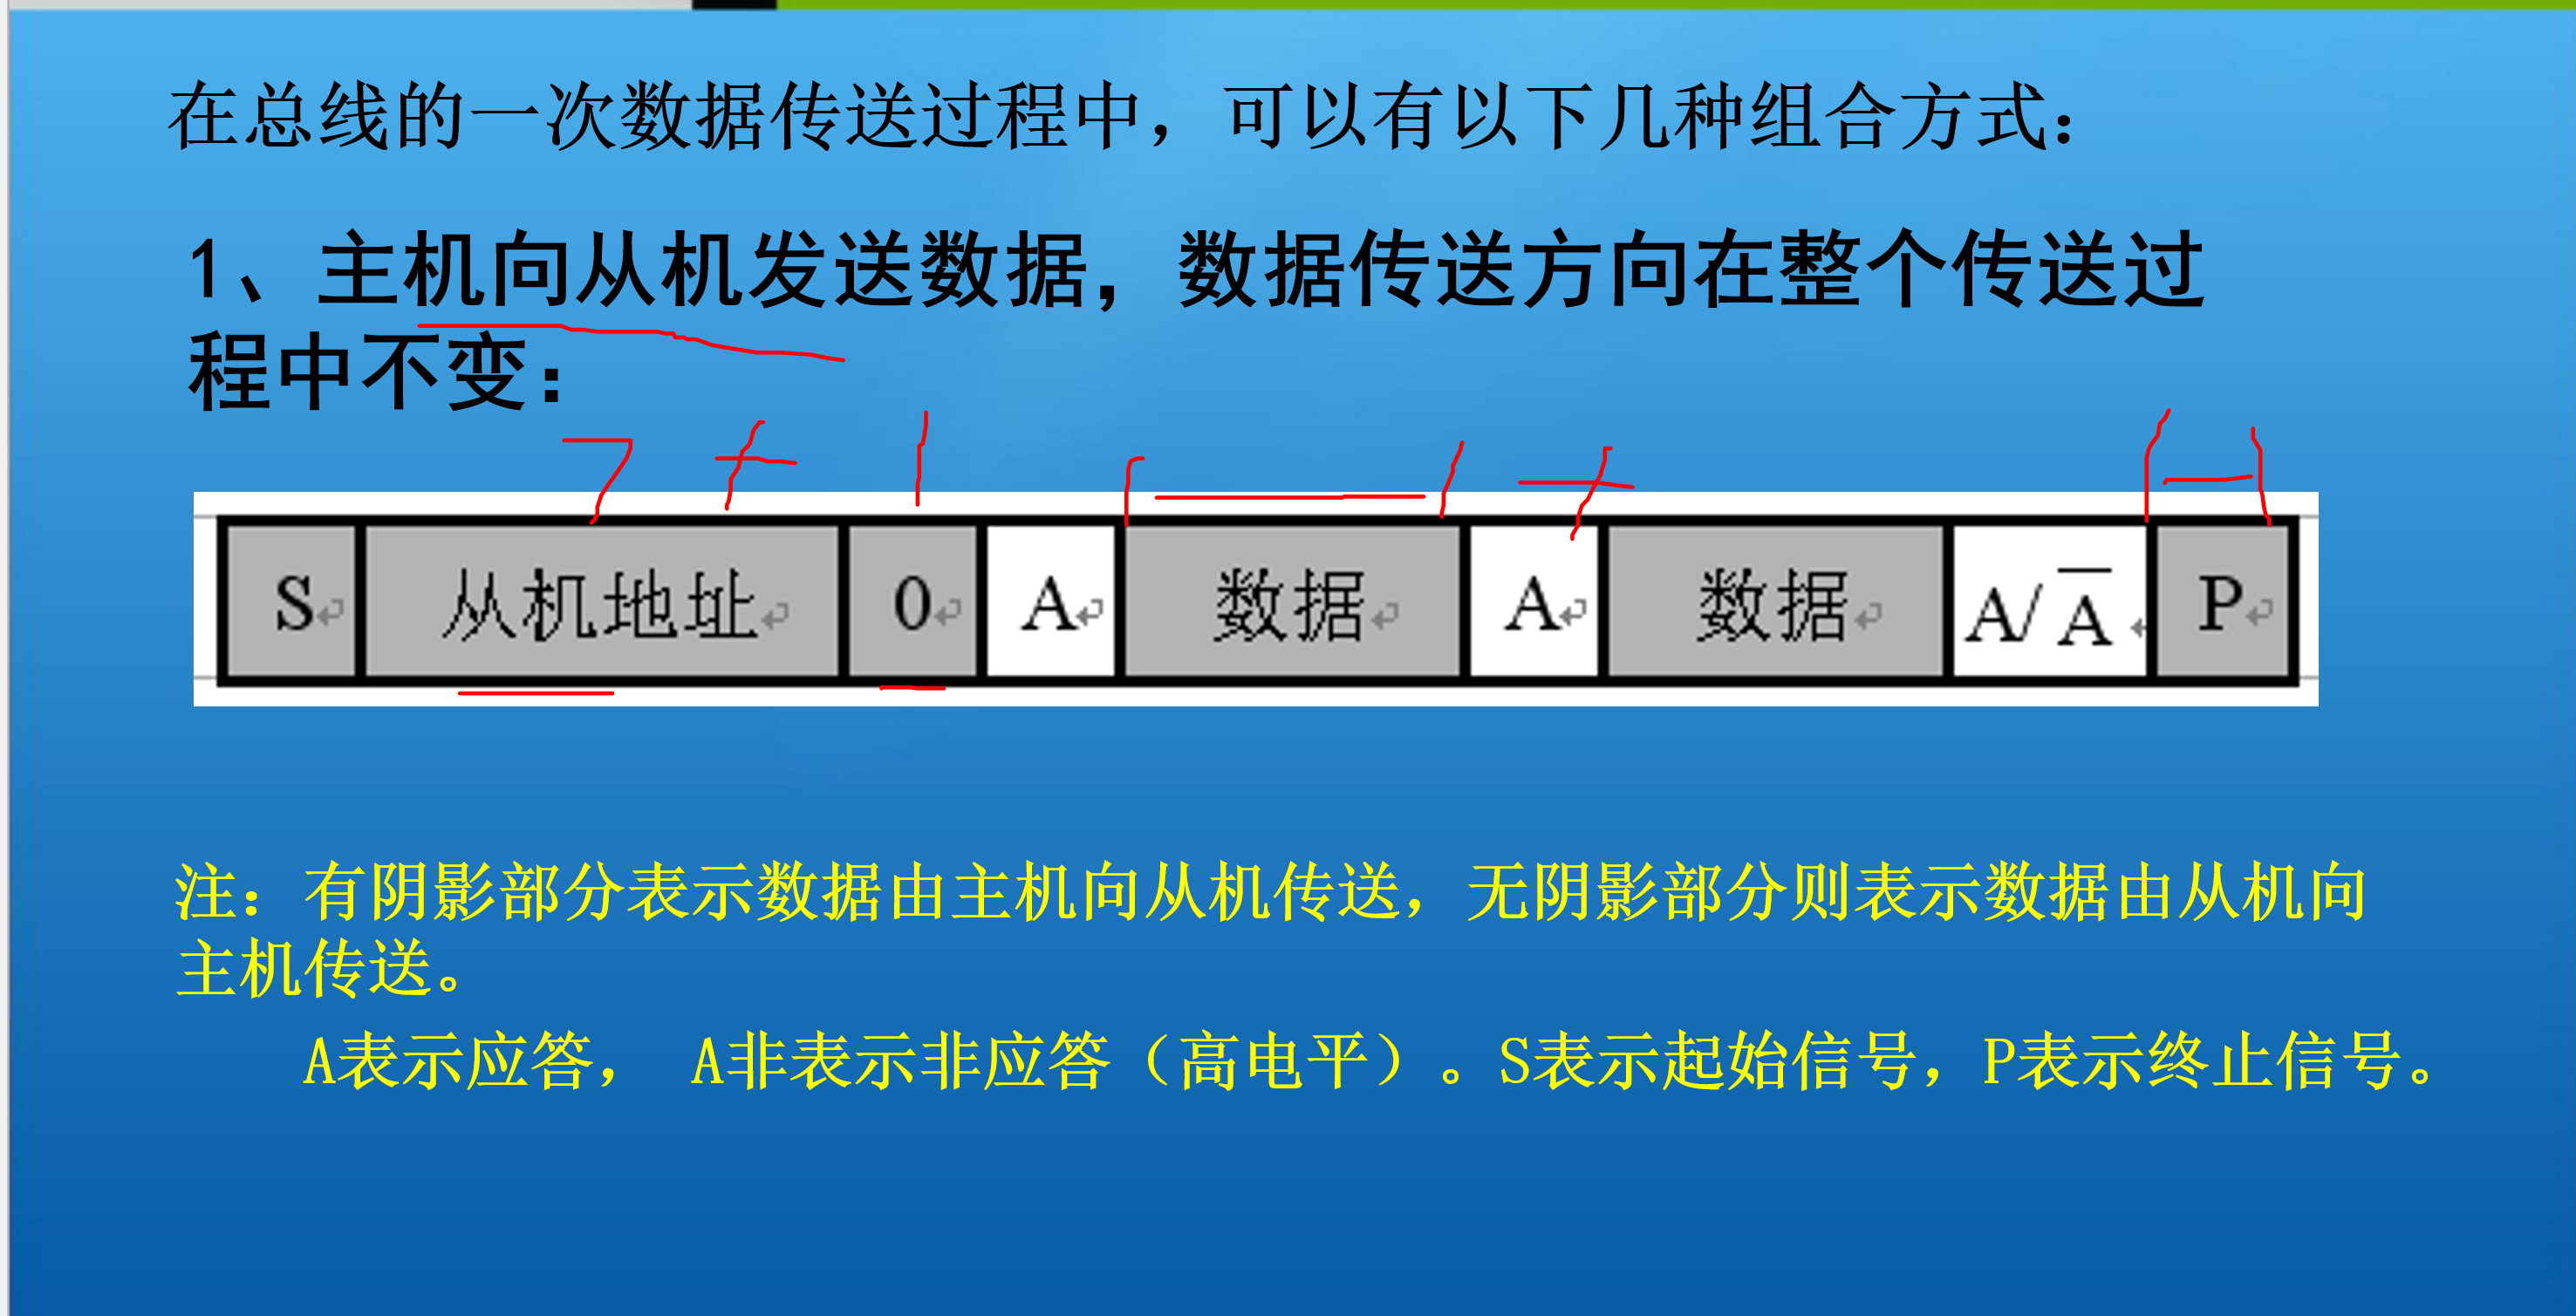 在总线的一次数据传送过程中，可以有以下几种组合方式：
1、主机向从机发送数据，数据传送方向在整个传送过
程中不变：
7 + 1
S 从机地址 0 A 数据 A 数据 A/A̅ P
注：有阴影部分表示数据由主机向从机传送，无阴影部分则表示数据由从机向
主机传送。
A表示应答， A非表示非应答（高电平）。S表示起始信号，P表示终止信号。